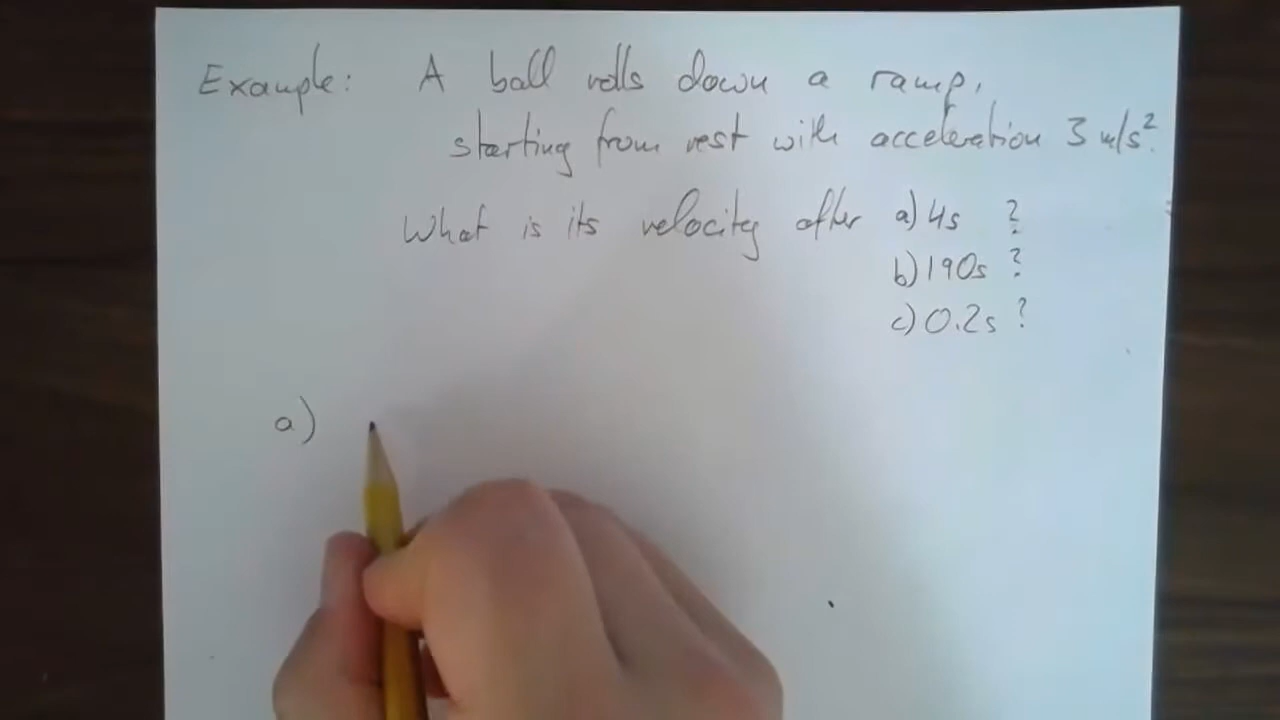 Example: A ball rolls down a ramp,
starting from rest with acceleration 3 m/s².
What is its velocity after a) 4s ?
b) 190s ?
c) 0.2s ?
a)